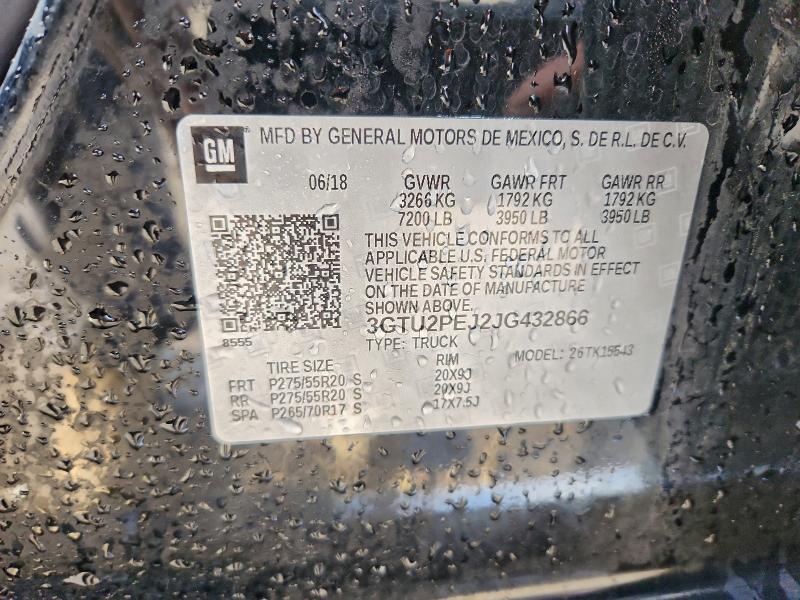 GM ® MFD BY GENERAL MOTORS DE MEXICO, S. DE R.L. DE C.V.
06/18 GVWR GAWR FRT GAWR RR
3266 KG 1792 KG 1792 KG
7200 LB 3950 LB 3950 LB
THIS VEHICLE CONFORMS TO ALL
APPLICABLE U.S. FEDERAL MOTOR
VEHICLE SAFETY STANDARDS IN EFFECT
ON THE DATE OF MANUFACTURE
SHOWN ABOVE.
3GTU2PEJ2JG432866
8555 TYPE: TRUCK MODEL: 26TK15543
TIRE SIZE RIM
FRT P275/55R20 S 20X9J
RR P275/55R20 S 20X9J
SPA P265/70R17 S 17X7.5J